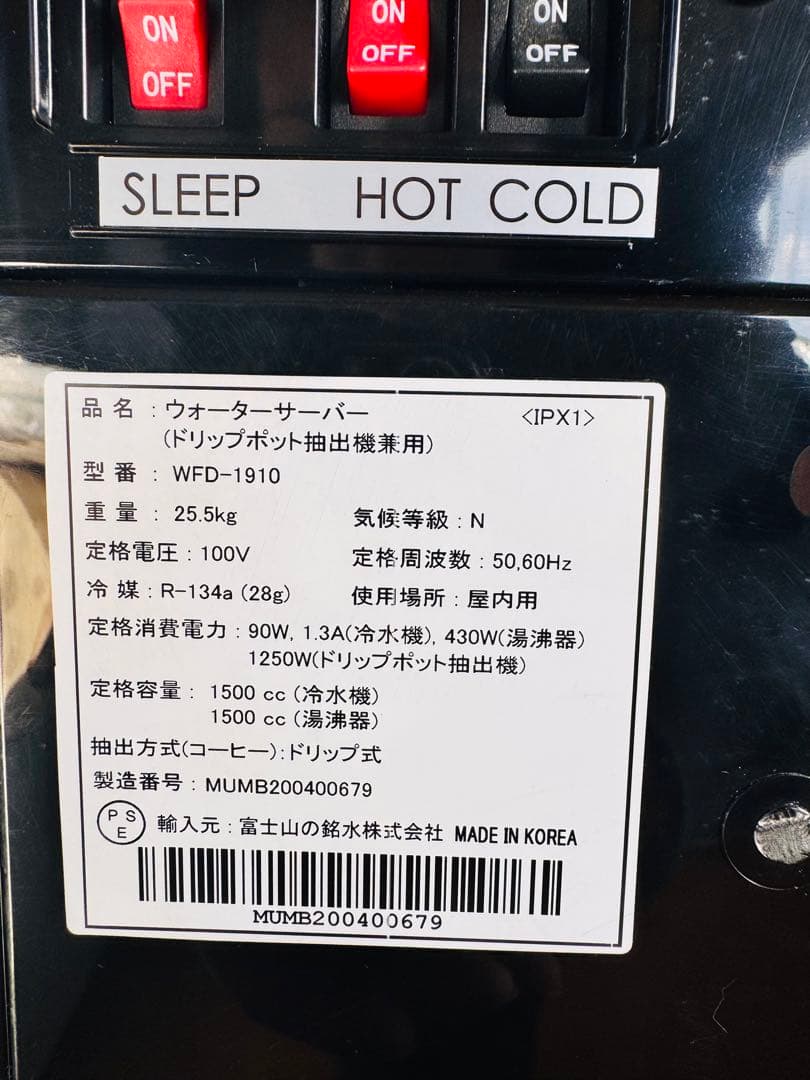 ON ON ON
OFF OFF OFF
SLEEP HOT COLD
品名 : ウォーターサーバー <IPX1>
(ドリップポット抽出機兼用)
型番 : WFD-1910
重量 : 25.5kg 気候等級 : N
定格電圧 : 100V 定格周波数 : 50,60Hz
冷媒 : R-134a (28g) 使用場所 : 屋内用
定格消費電力 : 90W, 1.3A(冷水機), 430W(湯沸器)
1250W(ドリップポット抽出機)
定格容量 : 1500 cc (冷水機)
1500 cc (湯沸器)
抽出方式(コーヒー) : ドリップ式
製造番号 : MUMB200400679
PSE 輸入元 : 富士山の銘水株式会社 MADE IN KOREA
MUMB200400679